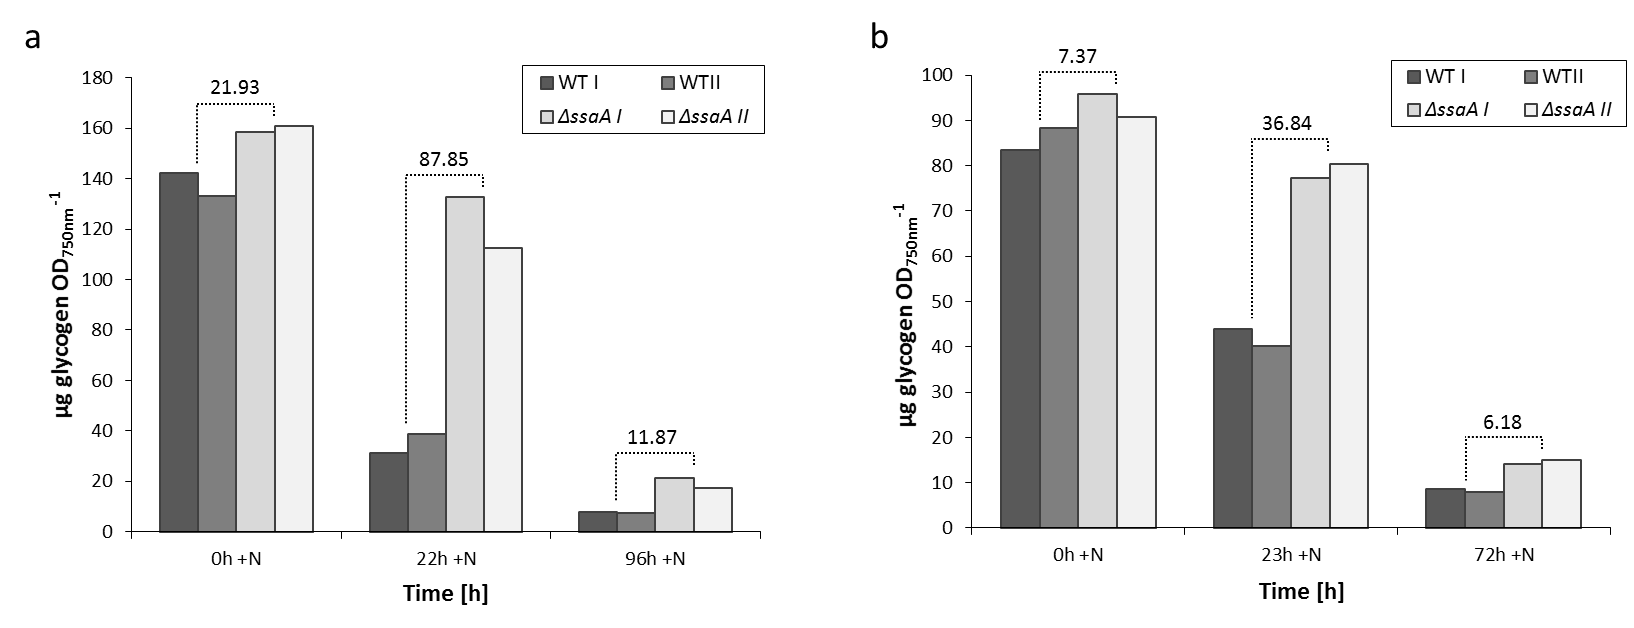 a
µg glycogen OD750nm-1
180
160
140
120
100
80
60
40
20
0
21.93
87.85
11.87
WT I
WTII
ΔssaA I
ΔssaA II
0h +N
22h +N
96h +N
Time [h]
b
µg glycogen OD750nm-1
100
90
80
70
60
50
40
30
20
10
0
7.37
36.84
6.18
WT I
WTII
ΔssaA I
ΔssaA II
0h +N
23h +N
72h +N
Time [h]